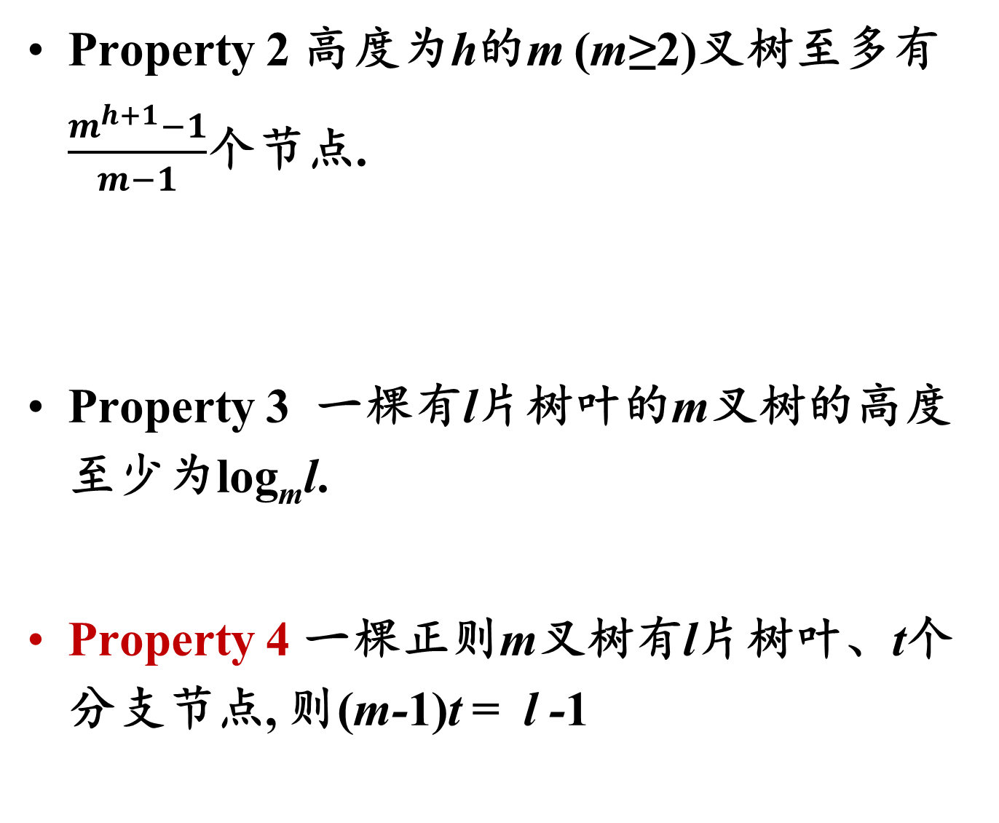 • Property 2 高度为h的m (m≥2)叉树至多有
\frac{m^{h+1}-1}{m-1}个节点.
• Property 3 一棵有l片树叶的m叉树的高度
至少为log_m l.
• Property 4 一棵正则m叉树有l片树叶、t个
分支节点, 则(m-1)t = l -1